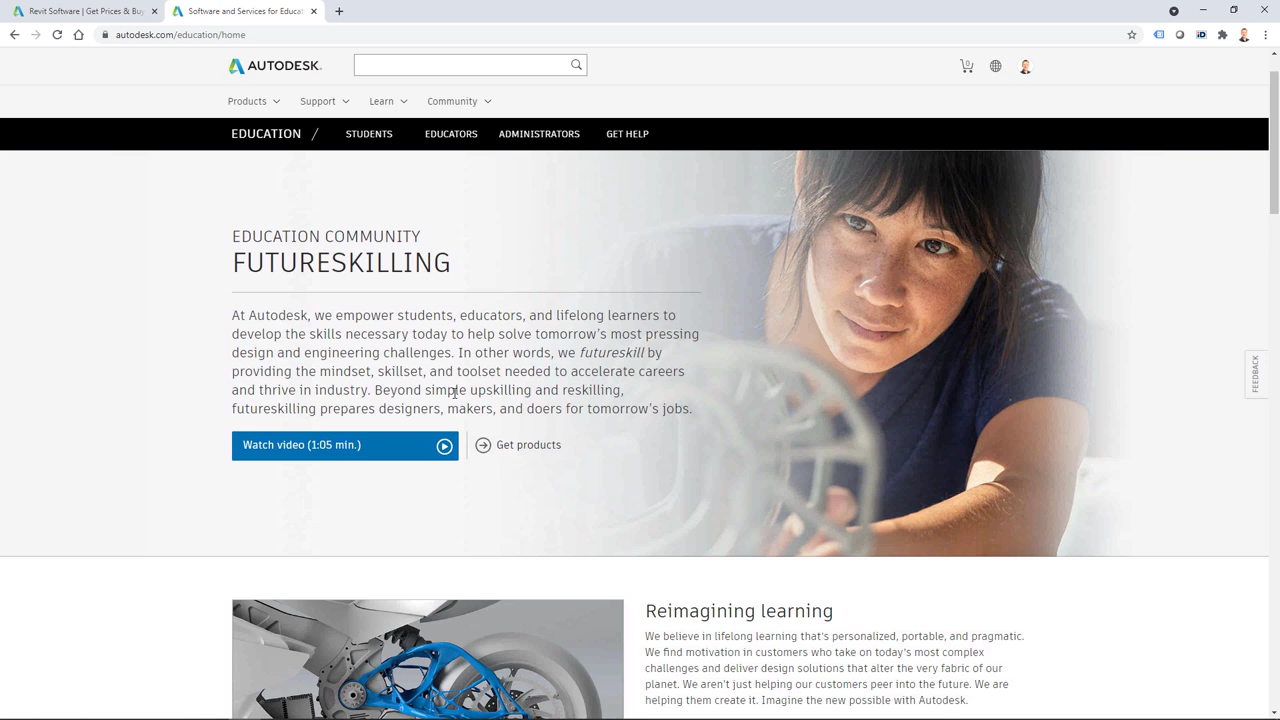 Revit Software | Get Prices & Buy
Software and Services for Educat
autodesk.com/education/home
AUTODESK.
0
Products
Support
Learn
Community
EDUCATION /
STUDENTS
EDUCATORS
ADMINISTRATORS
GET HELP
EDUCATION COMMUNITY
FUTURESKILLING
At Autodesk, we empower students, educators, and lifelong learners to
develop the skills necessary today to help solve tomorrow's most pressing
design and engineering challenges. In other words, we futureskill by
providing the mindset, skillset, and toolset needed to accelerate careers
and thrive in industry. Beyond simple upskilling and reskilling,
futureskilling prepares designers, makers, and doers for tomorrow's jobs.
Watch video (1:05 min.)
Get products
FEEDBACK
Reimagining learning
We believe in lifelong learning that's personalized, portable, and pragmatic.
We find motivation in customers who take on today's most complex
challenges and deliver design solutions that alter the very fabric of our
planet. We aren't just helping our customers peer into the future. We are
helping them create it. Imagine the new possible with Autodesk.